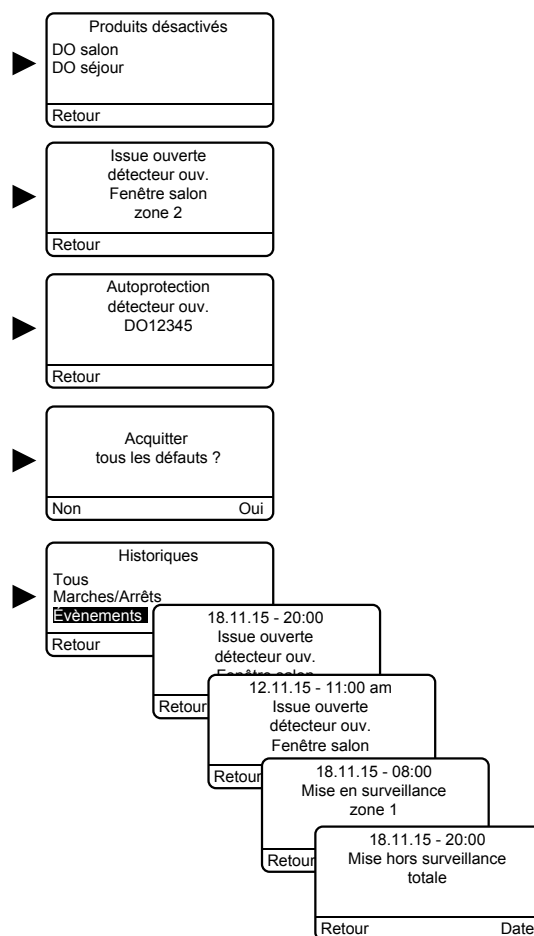 Produits désactivés
DO salon
DO séjour
Retour
Issue ouverte
détecteur ouv.
Fenêtre salon
zone 2
Retour
Autoprotection
détecteur ouv.
DO12345
Retour
Acquitter
tous les défauts ?
Non Oui
Historiques
Tous
Marches/Arrêts
Évènements
Retour
18.11.15 - 20:00
Issue ouverte
détecteur ouv.
Fenêtre salon
Retour
12.11.15 - 11:00 am
Issue ouverte
détecteur ouv.
Fenêtre salon
Retour
18.11.15 - 08:00
Mise en surveillance
zone 1
Retour
18.11.15 - 20:00
Mise hors surveillance
totale
Retour Date